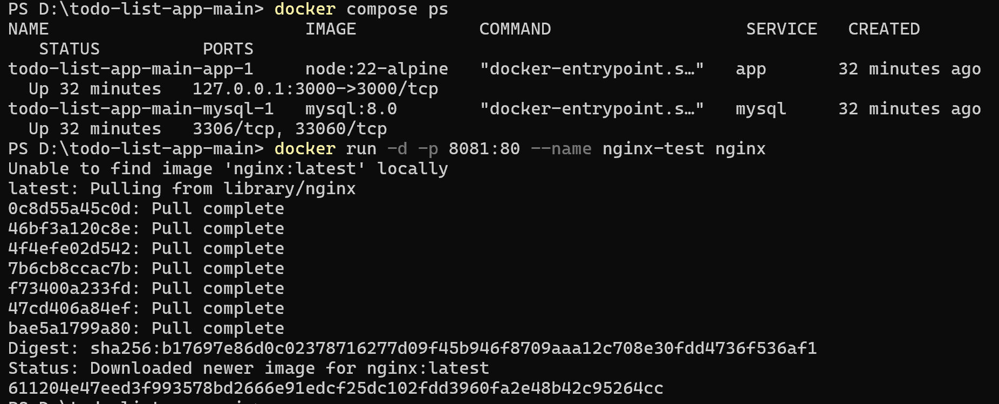 PS D:\todo-list-app-main> docker compose ps
NAME IMAGE COMMAND SERVICE CREATED
STATUS PORTS
todo-list-app-main-app-1 node:22-alpine "docker-entrypoint.s…" app 32 minutes ago
Up 32 minutes 127.0.0.1:3000->3000/tcp
todo-list-app-main-mysql-1 mysql:8.0 "docker-entrypoint.s…" mysql 32 minutes ago
Up 32 minutes 3306/tcp, 33060/tcp
PS D:\todo-list-app-main> docker run -d -p 8081:80 --name nginx-test nginx
Unable to find image 'nginx:latest' locally
latest: Pulling from library/nginx
0c8d55a45c0d: Pull complete
46bf3a120c8e: Pull complete
4f4efe02d542: Pull complete
7b6cb8ccac7b: Pull complete
f73400a233fd: Pull complete
47cd406a84ef: Pull complete
bae5a1799a80: Pull complete
Digest: sha256:b17697e86d0c02378716277d09f45b946f8709aaa12c708e30fdd4736f536af1
Status: Downloaded newer image for nginx:latest
611204e47eed3f993578bd2666e91edcf25dc102fdd3960fa2e48b42c95264cc